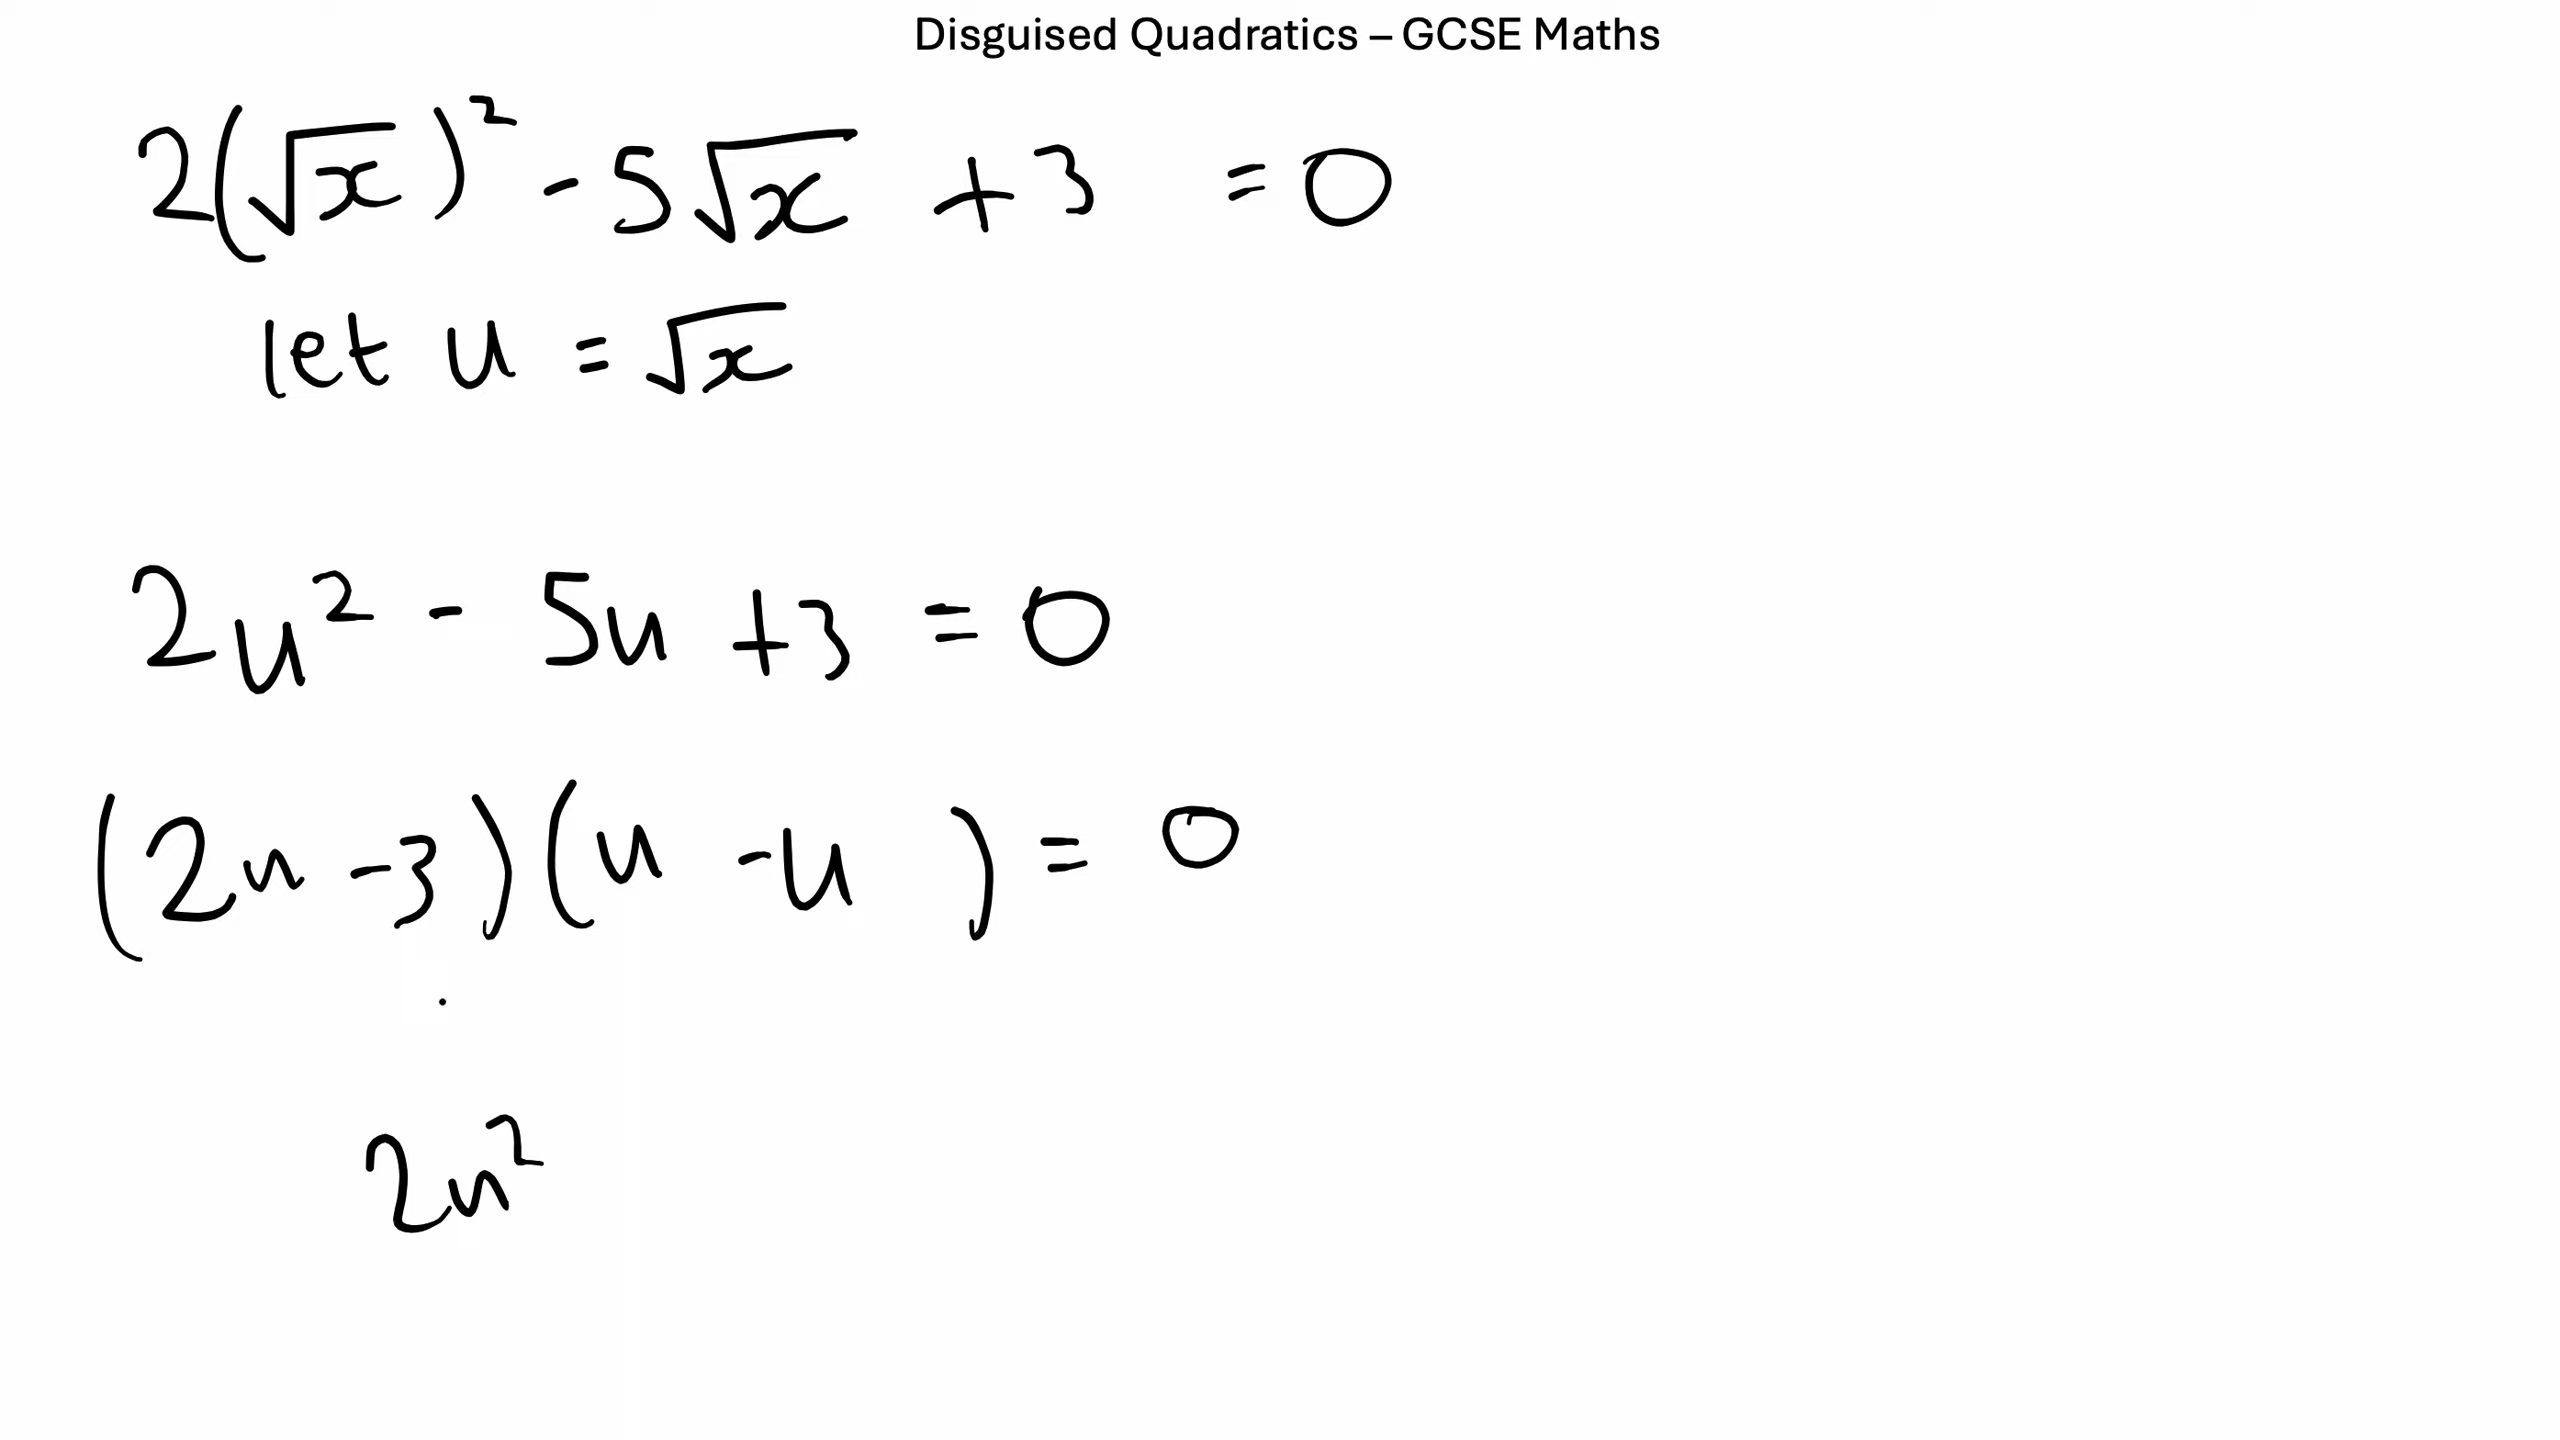 Disguised Quadratics – GCSE Maths
2(√x)² - 5√x + 3 = 0
let u = √x
2u² - 5u + 3 = 0
(2u - 3)(u - u ) = 0
2u²